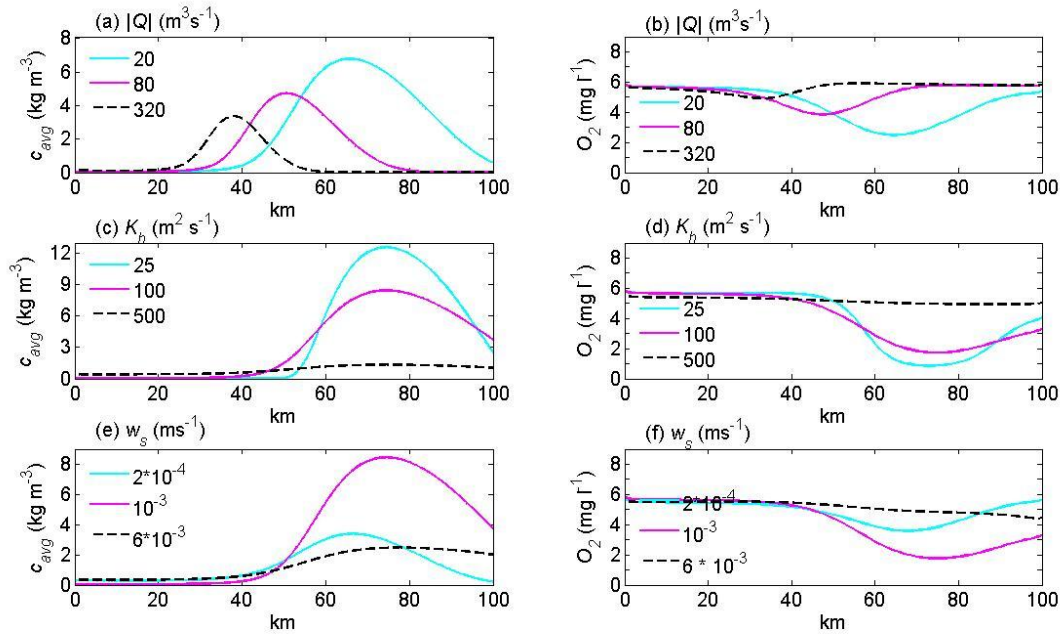 (a) |Q| (m³s⁻¹)
20
80
320
c_avg (kg m⁻³)
8
6
4
2
0
0 20 40 60 80 100
km
(b) |Q| (m³s⁻¹)
20
80
320
O₂ (mg l⁻¹)
8
6
4
2
0
0 20 40 60 80 100
km
(c) K_h (m² s⁻¹)
25
100
500
c_avg (kg m⁻³)
12
9
6
3
0
0 20 40 60 80 100
km
(d) K_h (m² s⁻¹)
25
100
500
O₂ (mg l⁻¹)
8
6
4
2
0
0 20 40 60 80 100
km
(e) w_s (ms⁻¹)
2*10⁻⁴
10⁻³
6*10⁻³
c_avg (kg m⁻³)
8
6
4
2
0
0 20 40 60 80 100
km
(f) w_s (ms⁻¹)
2*10⁻⁴
10⁻³
6 * 10⁻³
O₂ (mg l⁻¹)
8
6
4
2
0
0 20 40 60 80 100
km